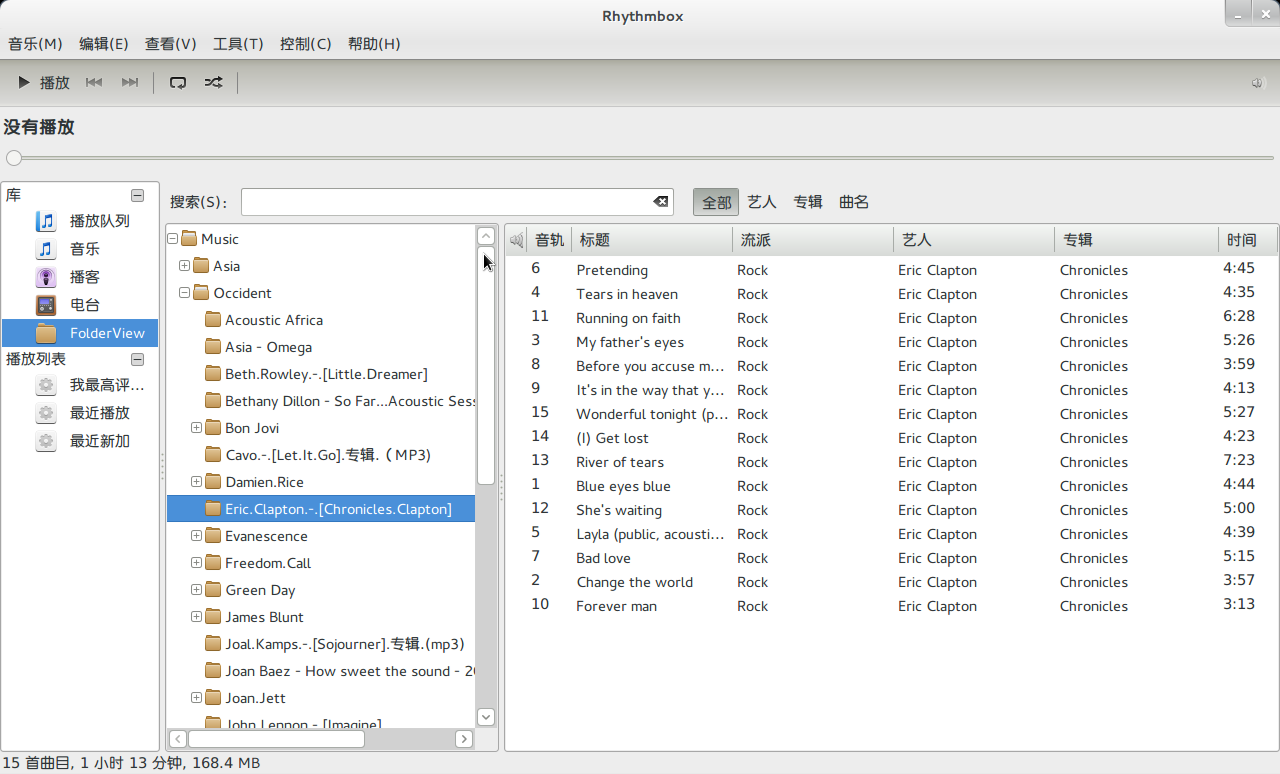 Rhythmbox
音乐(M) 编辑(E) 查看(V) 工具(T) 控制(C) 帮助(H)
播放
没有播放
库
播放队列
音乐
播客
电台
FolderView
播放列表
我最高评...
最近播放
最近新加
搜索(S):
全部 艺人 专辑 曲名
Music
Asia
Occident
Acoustic Africa
Asia - Omega
Beth.Rowley.-.[Little.Dreamer]
Bethany Dillon - So Far...Acoustic Sess
Bon Jovi
Cavo.-.[Let.It.Go].专辑.（MP3)
Damien.Rice
Eric.Clapton.-.[Chronicles.Clapton]
Evanescence
Freedom.Call
Green Day
James Blunt
Joal.Kamps.-.[Sojourner].专辑.(mp3)
Joan Baez - How sweet the sound - 20
Joan.Jett
John Lennon - [Imagine]
音轨 标题 流派 艺人 专辑 时间
6 Pretending Rock Eric Clapton Chronicles 4:45
4 Tears in heaven Rock Eric Clapton Chronicles 4:35
11 Running on faith Rock Eric Clapton Chronicles 6:28
3 My father's eyes Rock Eric Clapton Chronicles 5:26
8 Before you accuse m... Rock Eric Clapton Chronicles 3:59
9 It's in the way that y... Rock Eric Clapton Chronicles 4:13
15 Wonderful tonight (p... Rock Eric Clapton Chronicles 5:27
14 (I) Get lost Rock Eric Clapton Chronicles 4:23
13 River of tears Rock Eric Clapton Chronicles 7:23
1 Blue eyes blue Rock Eric Clapton Chronicles 4:44
12 She's waiting Rock Eric Clapton Chronicles 5:00
5 Layla (public, acousti... Rock Eric Clapton Chronicles 4:39
7 Bad love Rock Eric Clapton Chronicles 5:15
2 Change the world Rock Eric Clapton Chronicles 3:57
10 Forever man Rock Eric Clapton Chronicles 3:13
15 首曲目, 1 小时 13 分钟, 168.4 MB